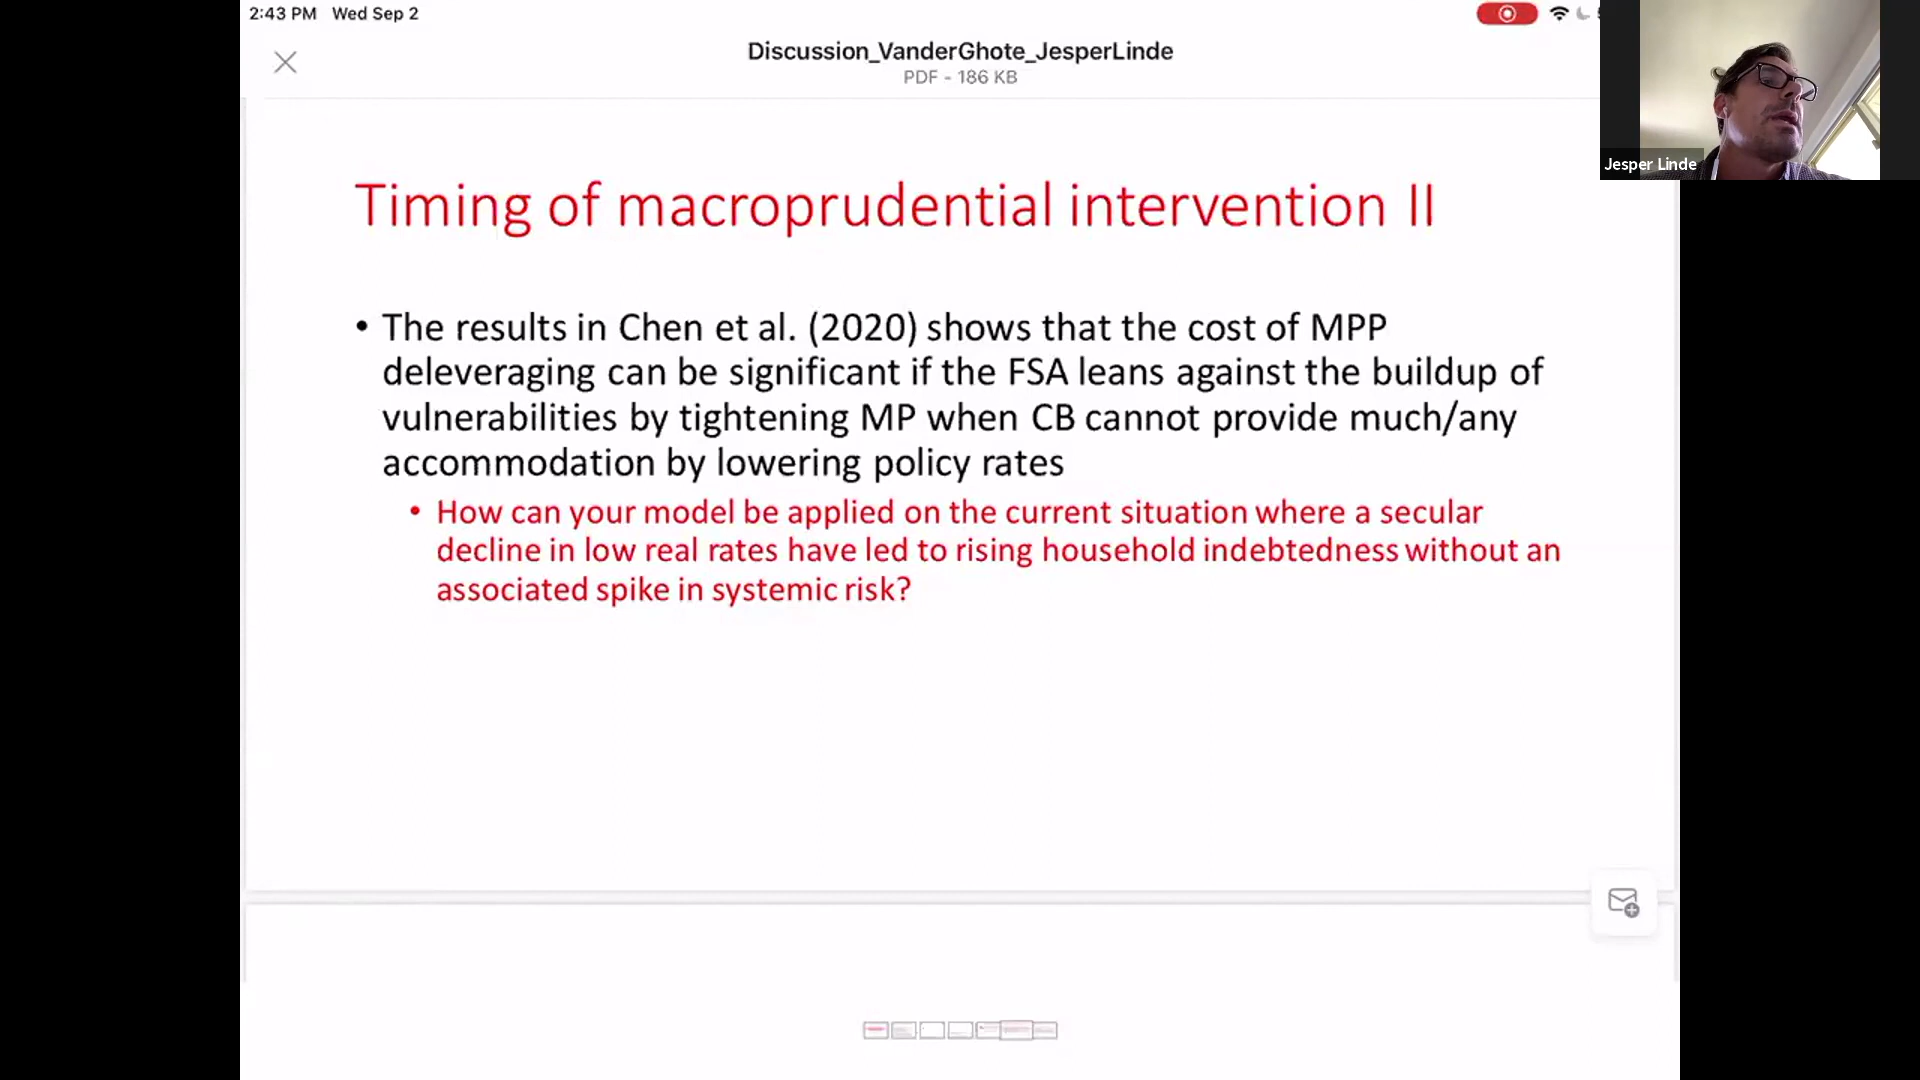 2:43 PM Wed Sep 2
Discussion_VanderGhote_JesperLinde
PDF - 186 KB
Jesper Linde
Timing of macroprudential intervention II
• The results in Chen et al. (2020) shows that the cost of MPP
deleveraging can be significant if the FSA leans against the buildup of
vulnerabilities by tightening MP when CB cannot provide much/any
accommodation by lowering policy rates
• How can your model be applied on the current situation where a secular
decline in low real rates have led to rising household indebtedness without an
associated spike in systemic risk?